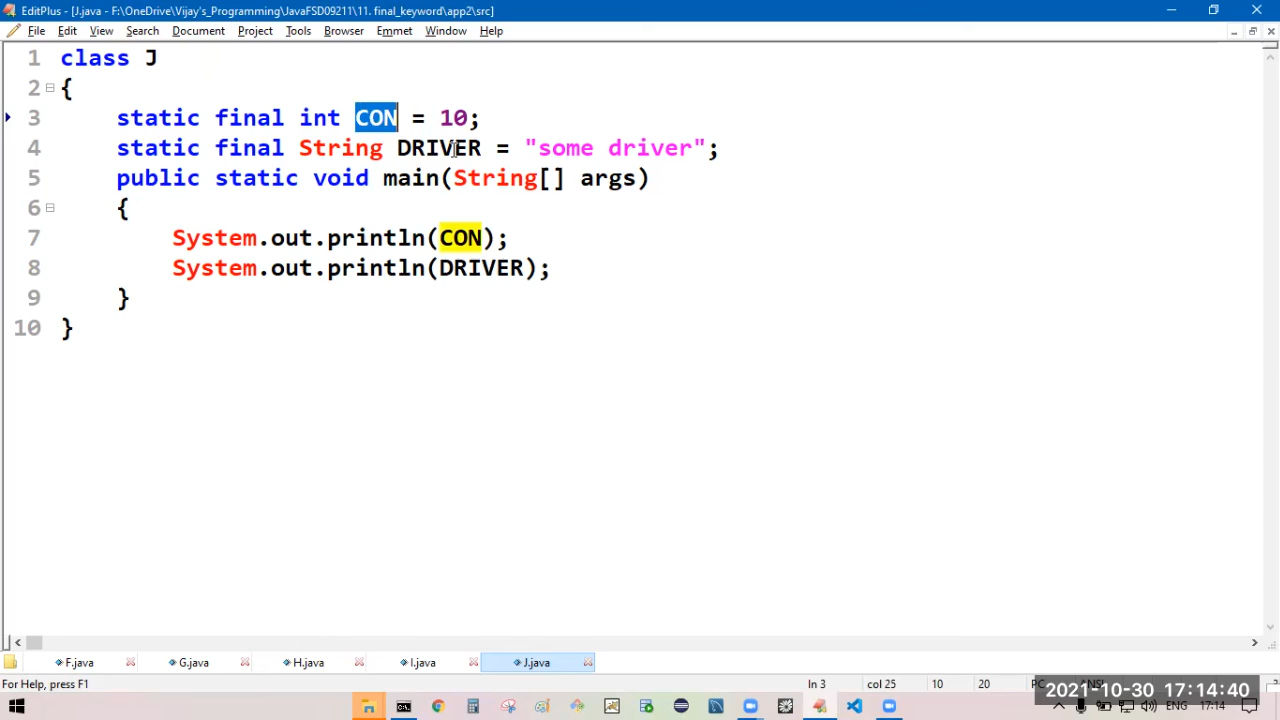 EditPlus - [J.java - F:\OneDrive\Vijay's_Programming\JavaFSD09211\11. final_keyword\app2\src]
File Edit View Search Document Project Tools Browser Emmet Window Help
1 class J
2 {
3 static final int CON = 10;
4 static final String DRIVER = "some driver";
5 public static void main(String[] args)
6 {
7 System.out.println(CON);
8 System.out.println(DRIVER);
9 }
10 }
F.java G.java H.java I.java J.java
For Help, press F1 ln 3 col 25 10 20 PC ANSI
2021-10-30 17:14:40
ENG 17:14